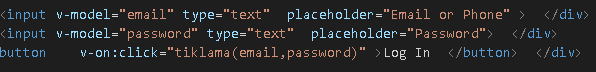 <input v-model="email" type="text" placeholder="Email or Phone" > </div>
<input v-model="password" type="text" placeholder="Password"> </div>
button v-on:click="tiklama(email,password)" >Log In </button> </div>